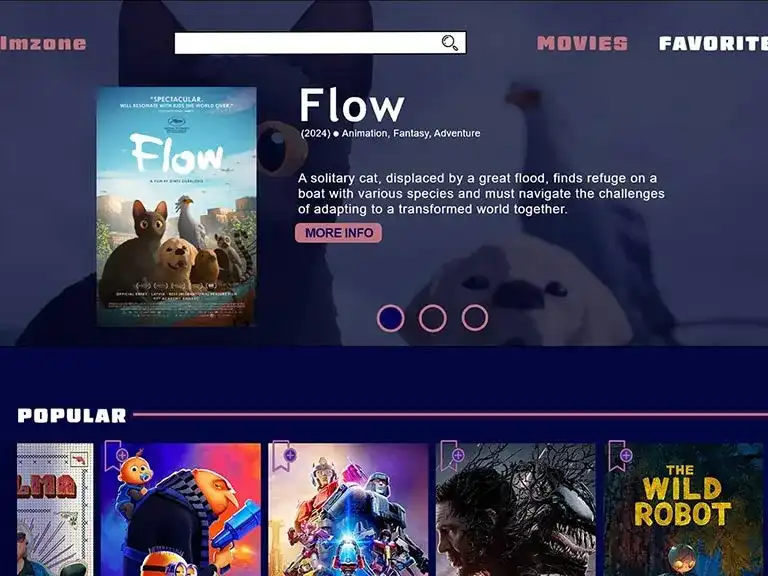 lmzone
MOVIES
FAVORITE
"SPECTACULAR.
WILL RESONATE WITH KIDS THE WORLD OVER."
Flow
A FILM BY GINTS ZILBALODIS
Flow
(2024) ● Animation, Fantasy, Adventure
A solitary cat, displaced by a great flood, finds refuge on a
boat with various species and must navigate the challenges
of adapting to a transformed world together.
MORE INFO
POPULAR
THE
WILD
ROBOT